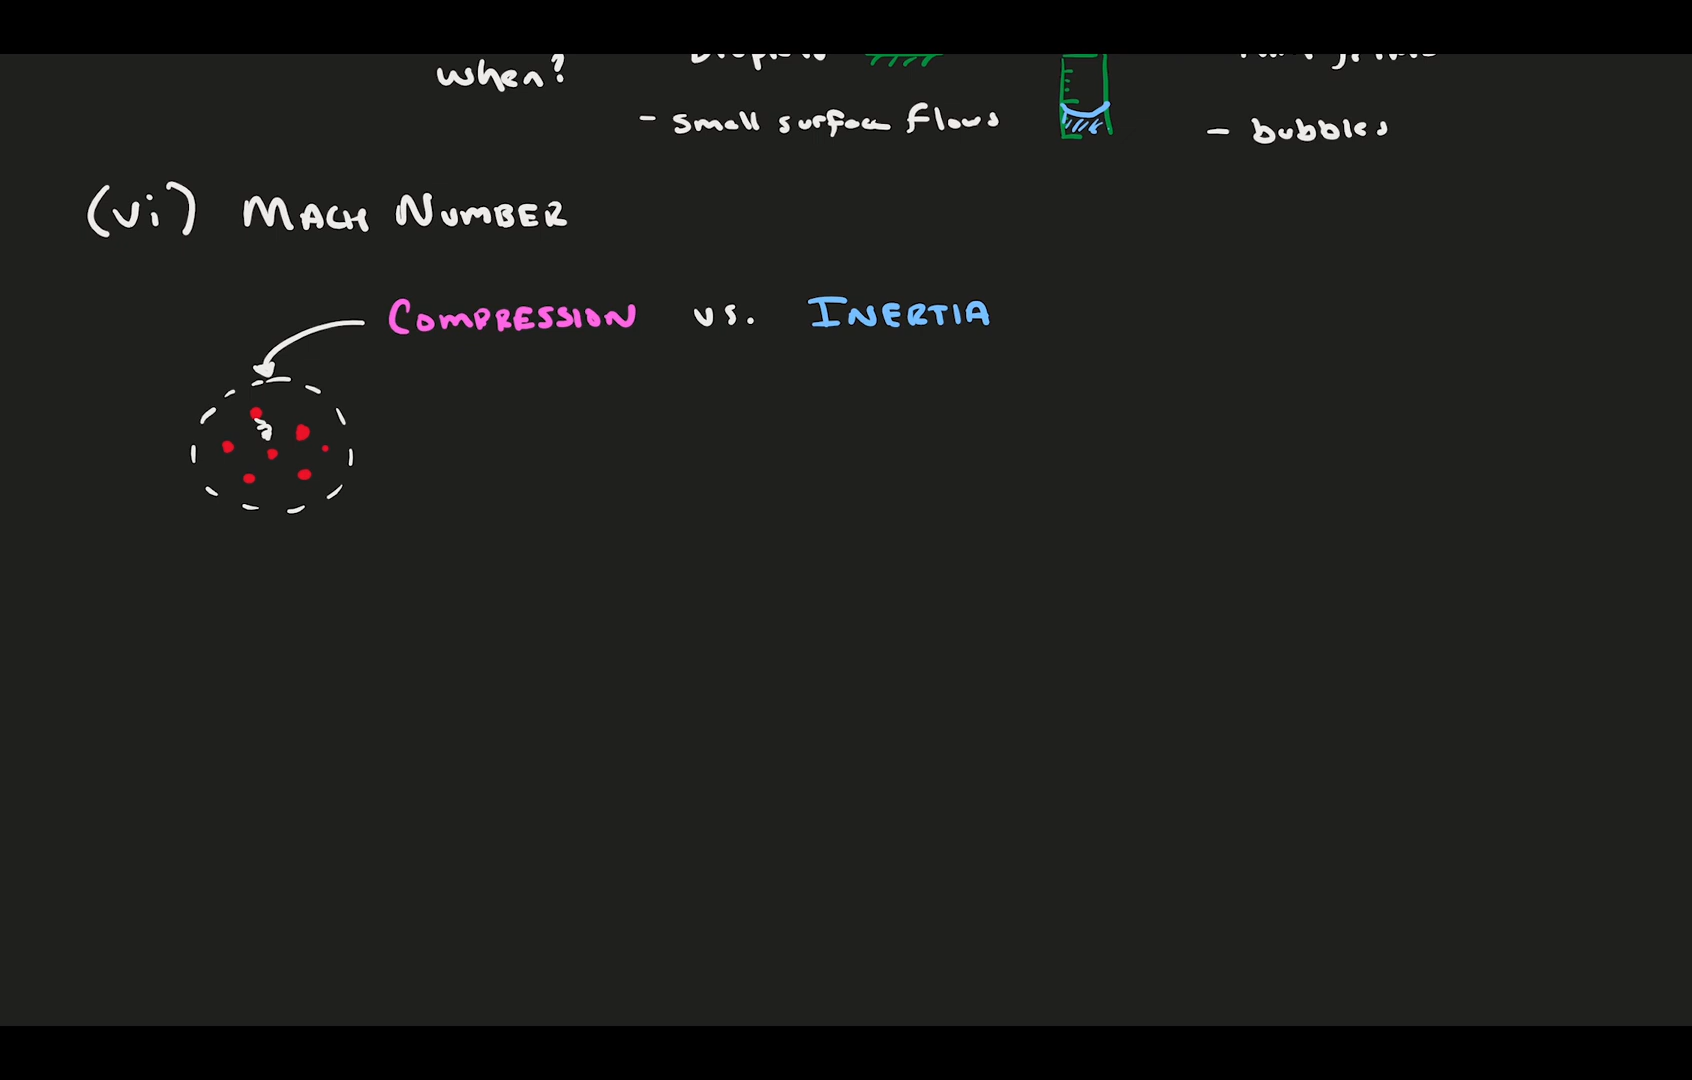 when?
- small surface flows
- bubbles
(vi) MACH NUMBER
COMPRESSION vs. INERTIA